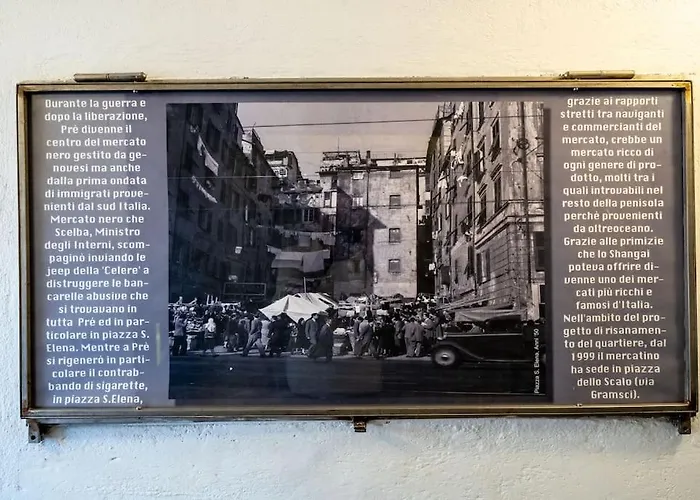 Durante la guerra e
dopo la liberazione,
Prè divenne il
centro del mercato
nero gestito da ge-
novesi ma anche
dalla prima ondata
di immigrati prove-
nienti dal sud Italia.
Mercato nero che
Scelba, Ministro
degli Interni, scom-
paginò inviando le
jeep della 'Celere' a
distruggere le ban-
carelle abusive che
si trovavano in
tutta Prè ed in par-
ticolare in piazza S.
Elena. Mentre a Prè
si rigenerò in parti-
colare il contrab-
bando di sigarette,
in piazza S.Elena,
Piazza S. Elena. Anni '50
grazie ai rapporti
stretti tra naviganti
e commercianti del
mercato, crebbe un
mercato ricco di
ogni genere di pro-
dotto, molti tra i
quali introvabili nel
resto della penisola
perchè provenienti
da oltreoceano.
Grazie alle primizie
che lo Shangai
poteva offrire di-
venne uno dei mer-
cati più ricchi e
famosi d'Italia.
Nell'ambito del pro-
getto di risanamen-
to del quartiere, dal
1999 il mercatino
ha sede in piazza
dello Scalo (via
Gramsci).